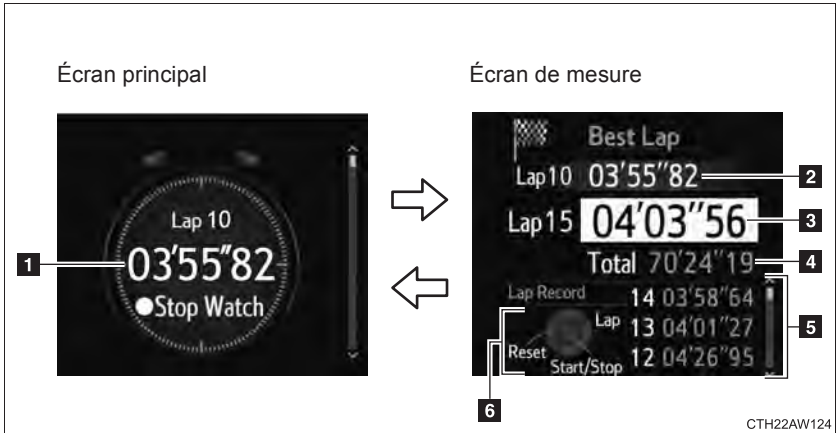 Écran principal
Lap 10
03'55"82
Stop Watch
1
Écran de mesure
Best Lap
Lap10 03'55"82
2
Lap15 04'03"56
3
Total 70'24"19
4
Lap Record
14 03'58"64
Lap 13 04'01"27
5
Reset 12 04'26"95
Start/Stop
6
CTH22AW124